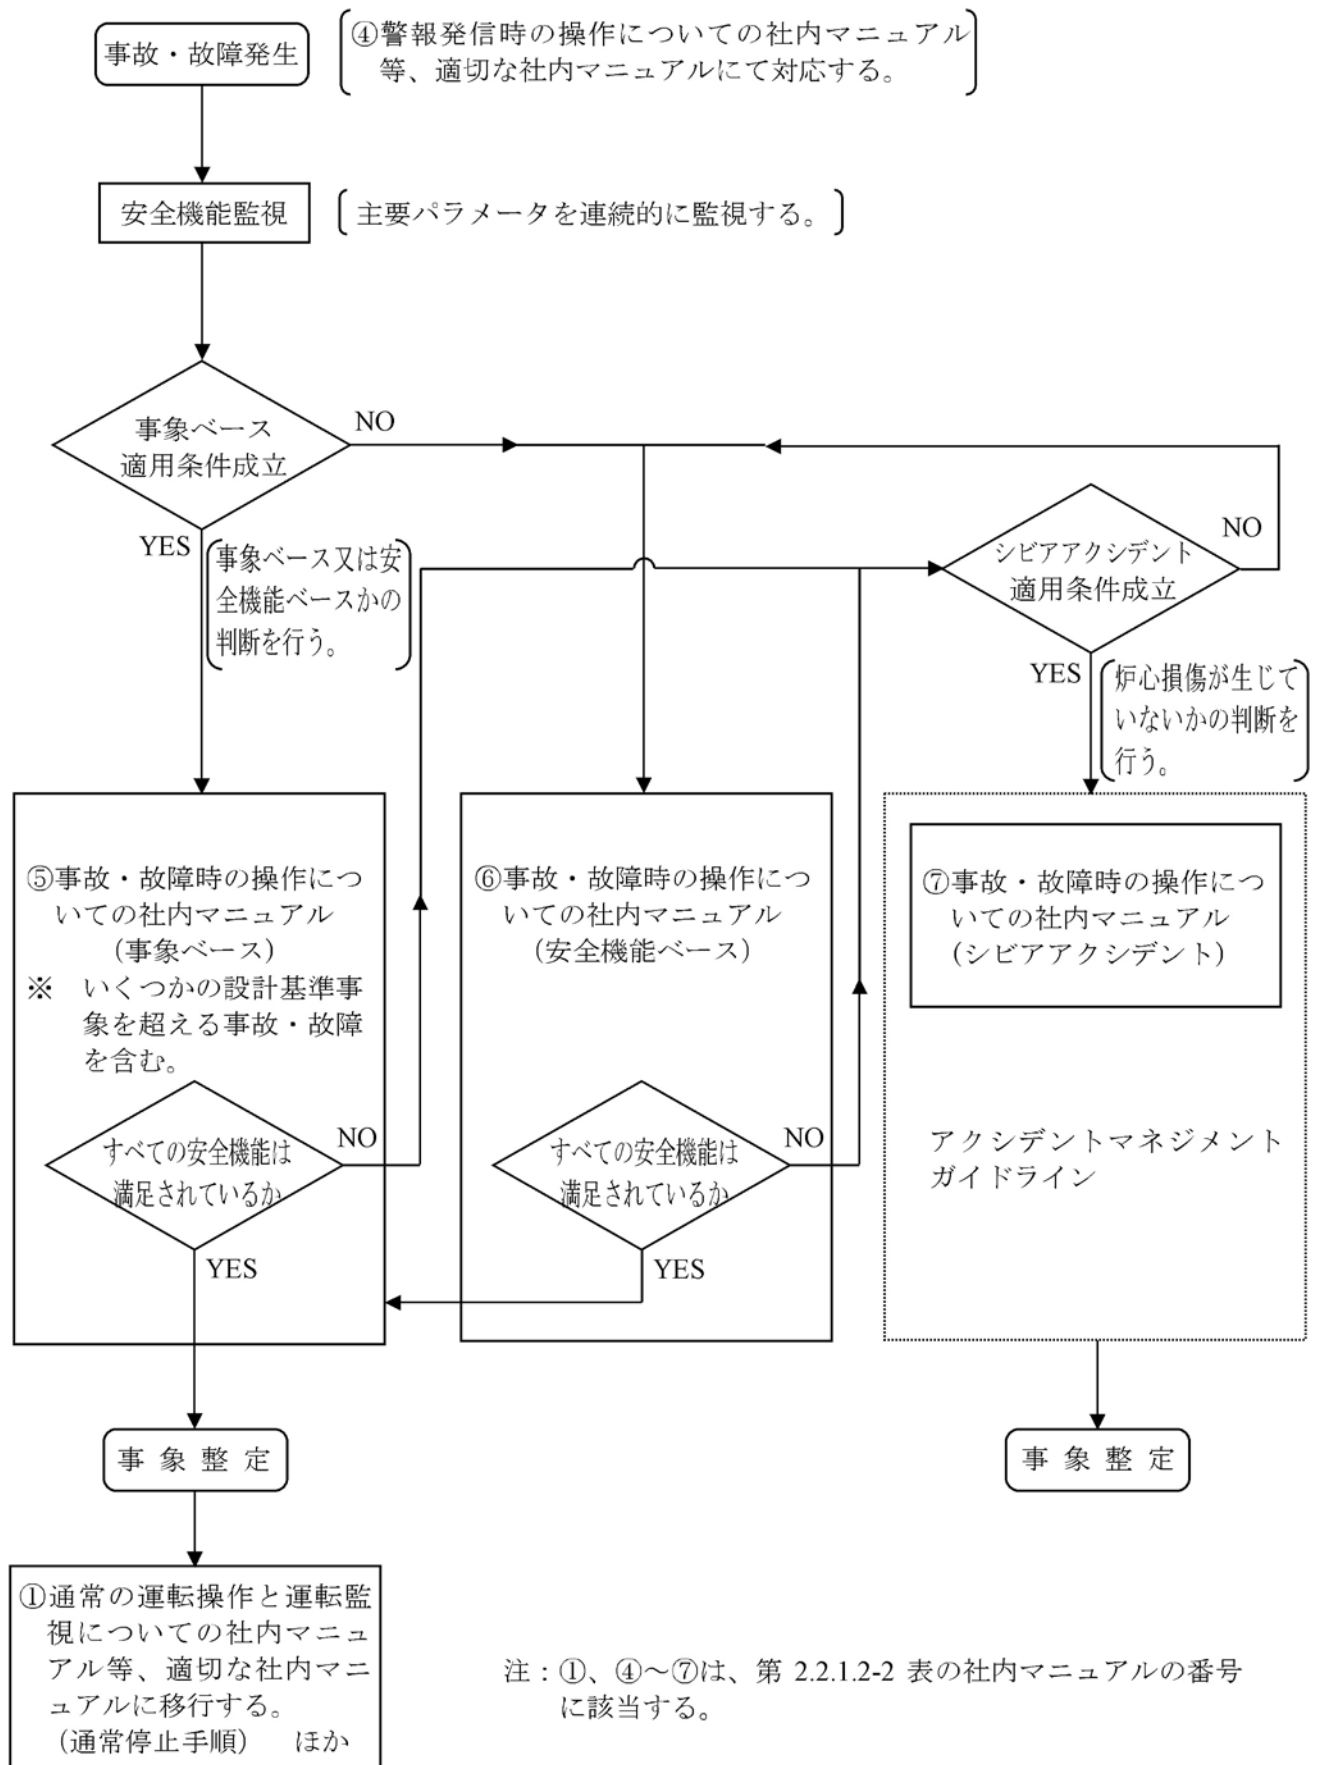 事故・故障発生
④警報発信時の操作についての社内マニュアル
等、適切な社内マニュアルにて対応する。
安全機能監視
主要パラメータを連続的に監視する。
事象ベース
適用条件成立
NO
YES
事象ベース又は安
全機能ベースかの
判断を行う。
シビアアクシデント
適用条件成立
NO
YES
炉心損傷が生じて
いないかの判断を
行う。
⑤事故・故障時の操作につ
いての社内マニュアル
（事象ベース）
※ いくつかの設計基準事
象を超える事故・故障
を含む。
すべての安全機能は
満足されているか
NO
YES
⑥事故・故障時の操作につ
いての社内マニュアル
（安全機能ベース）
すべての安全機能は
満足されているか
NO
YES
⑦事故・故障時の操作につ
いての社内マニュアル
（シビアアクシデント）
アクシデントマネジメント
ガイドライン
事 象 整 定
事 象 整 定
①通常の運転操作と運転監
視についての社内マニュ
アル等、適切な社内マニ
ュアルに移行する。
（通常停止手順） ほか
注：①、④～⑦は、第 2.2.1.2-2 表の社内マニュアルの番号
に該当する。